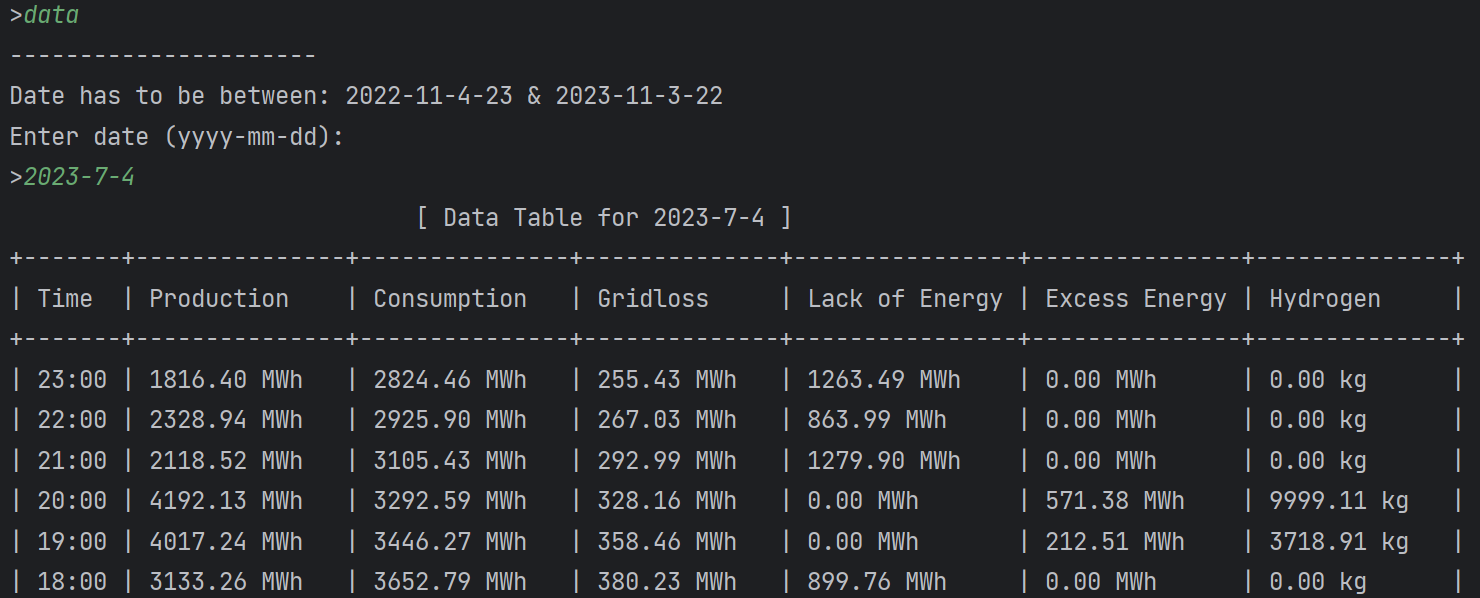 >data
----------------------
Date has to be between: 2022-11-4-23 & 2023-11-3-22
Enter date (yyyy-mm-dd):
>2023-7-4
[ Data Table for 2023-7-4 ]
+-------+---------------+---------------+--------------+----------------+---------------+--------------+
| Time  | Production    | Consumption   | Gridloss     | Lack of Energy | Excess Energy | Hydrogen     |
+-------+---------------+---------------+--------------+----------------+---------------+--------------+
| 23:00 | 1816.40 MWh   | 2824.46 MWh   | 255.43 MWh   | 1263.49 MWh    | 0.00 MWh      | 0.00 kg      |
| 22:00 | 2328.94 MWh   | 2925.90 MWh   | 267.03 MWh   | 863.99 MWh     | 0.00 MWh      | 0.00 kg      |
| 21:00 | 2118.52 MWh   | 3105.43 MWh   | 292.99 MWh   | 1279.90 MWh    | 0.00 MWh      | 0.00 kg      |
| 20:00 | 4192.13 MWh   | 3292.59 MWh   | 328.16 MWh   | 0.00 MWh       | 571.38 MWh    | 9999.11 kg   |
| 19:00 | 4017.24 MWh   | 3446.27 MWh   | 358.46 MWh   | 0.00 MWh       | 212.51 MWh    | 3718.91 kg   |
| 18:00 | 3133.26 MWh   | 3652.79 MWh   | 380.23 MWh   | 899.76 MWh     | 0.00 MWh      | 0.00 kg      |